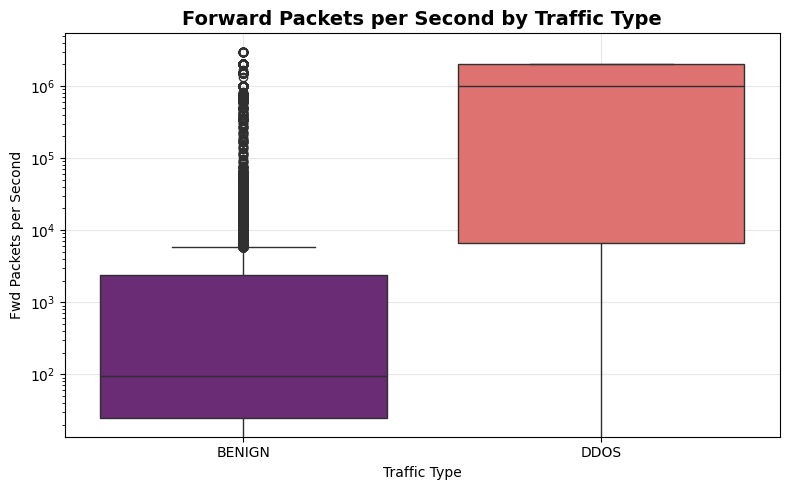 Forward Packets per Second by Traffic Type
Fwd Packets per Second
10⁶
10⁵
10⁴
10³
10²
BENIGN DDOS
Traffic Type